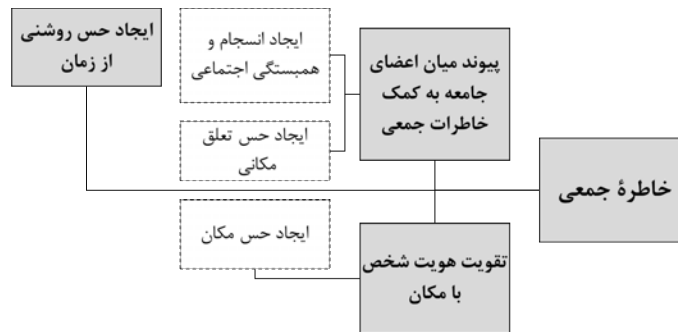 خاطرهٔ جمعی
پیوند میان اعضای
جامعه به کمک
خاطرات جمعی
ایجاد انسجام و
همبستگی اجتماعی
ایجاد حس تعلق
مکانی
تقویت هویت شخص
با مکان
ایجاد حس مکان
ایجاد حس روشنی
از زمان